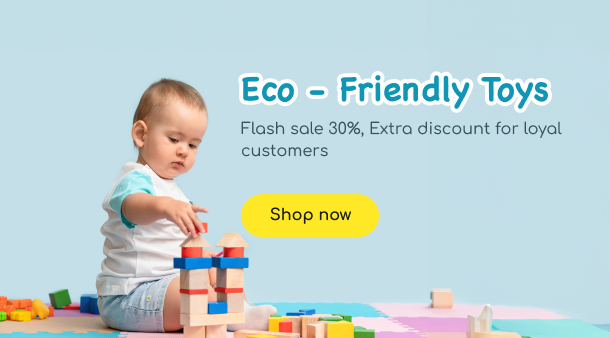 Eco - Friendly Toys
Flash sale 30%, Extra discount for loyal
customers
Shop now